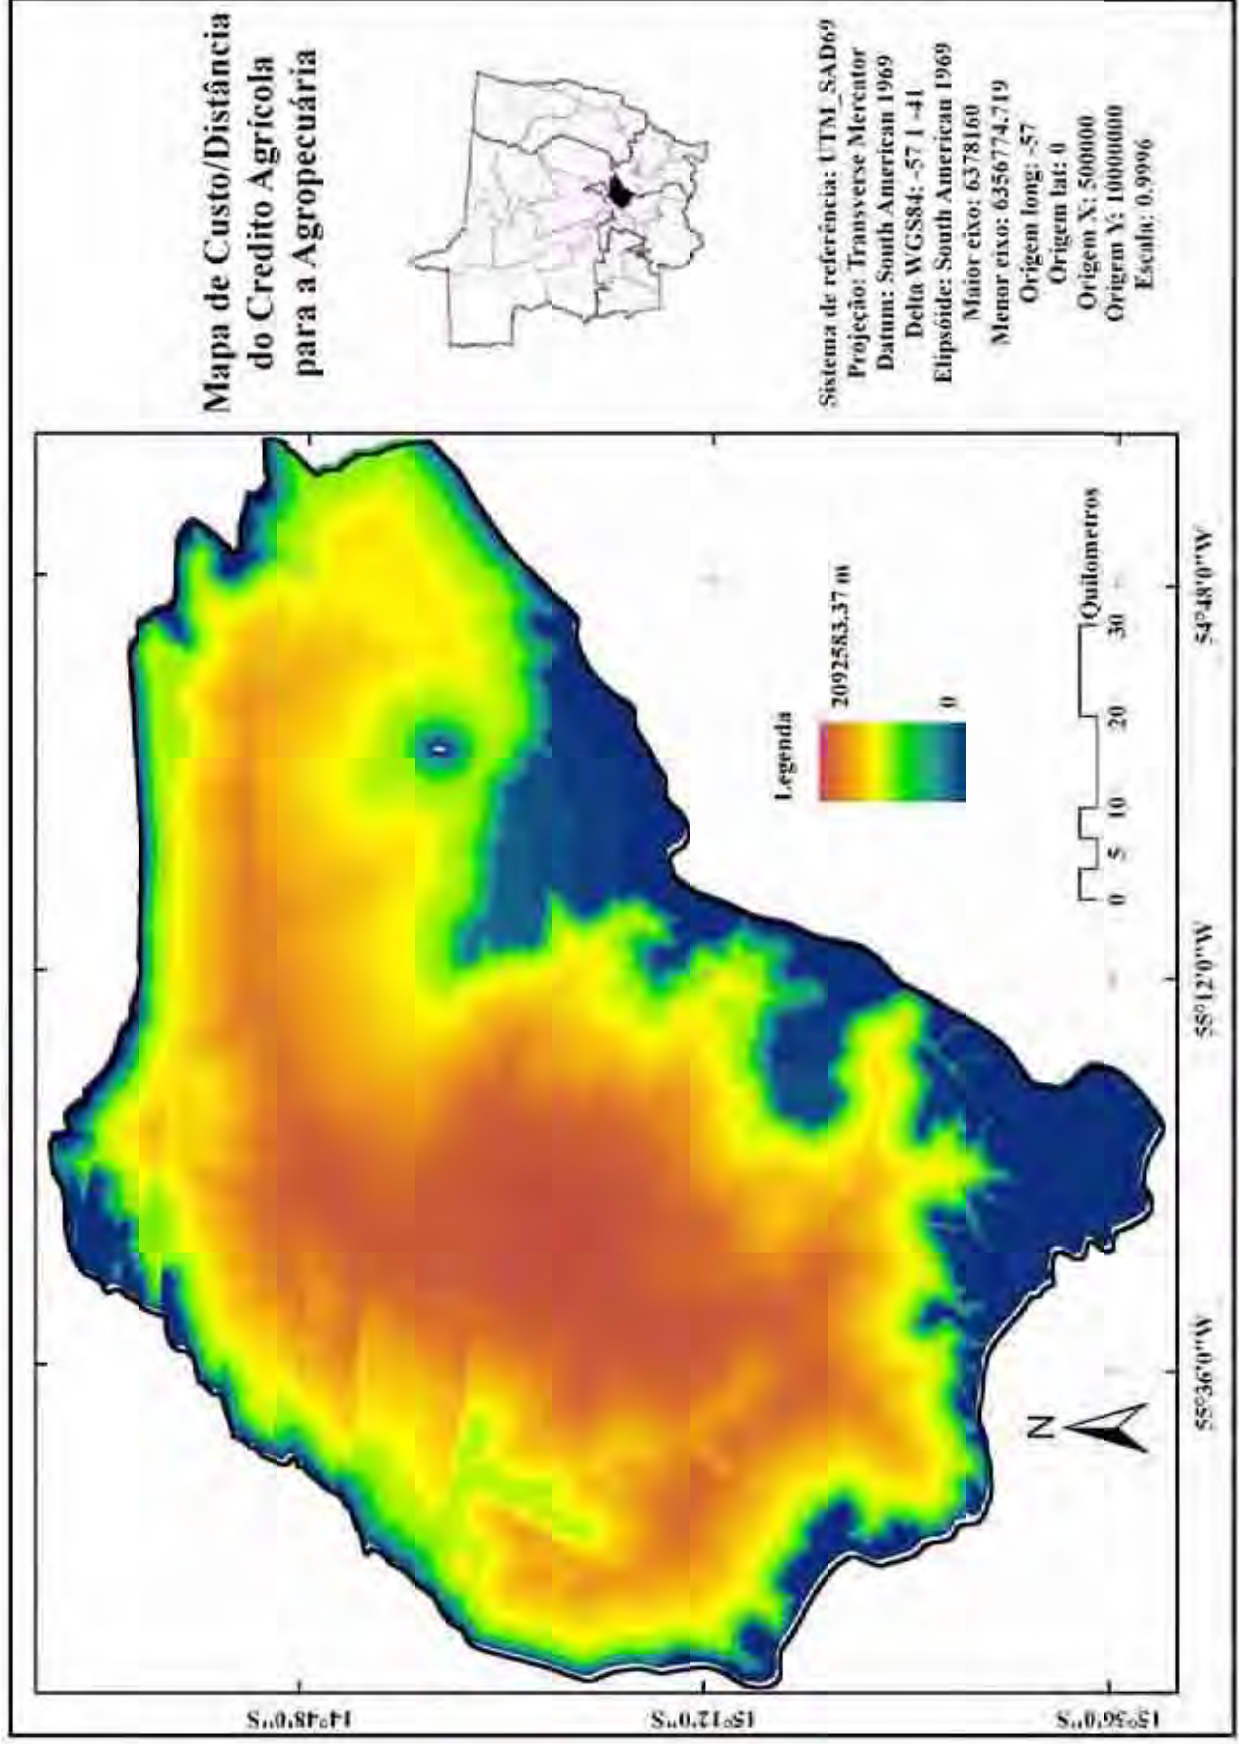 Mapa de Custo/Distância
do Credito Agrícola
para a Agropecuária
Sistema de referência: UTM_SAD69
Projeção: Transverse Mercator
Datum: South American 1969
Delta WGS84: -57 1 -41
Elipsóide: South American 1969
Maior eixo: 6378160
Menor eixo: 6356774.719
Origem long: -57
Origem lat: 0
Origem X: 500000
Origem Y: 10000000
Escala: 0.9996
Legenda
2092583.37 m
0
0 5 10 20 30
Quilometros
N
14°48'0"S
15°12'0"S
15°36'0"S
55°36'0"W
55°12'0"W
54°48'0"W